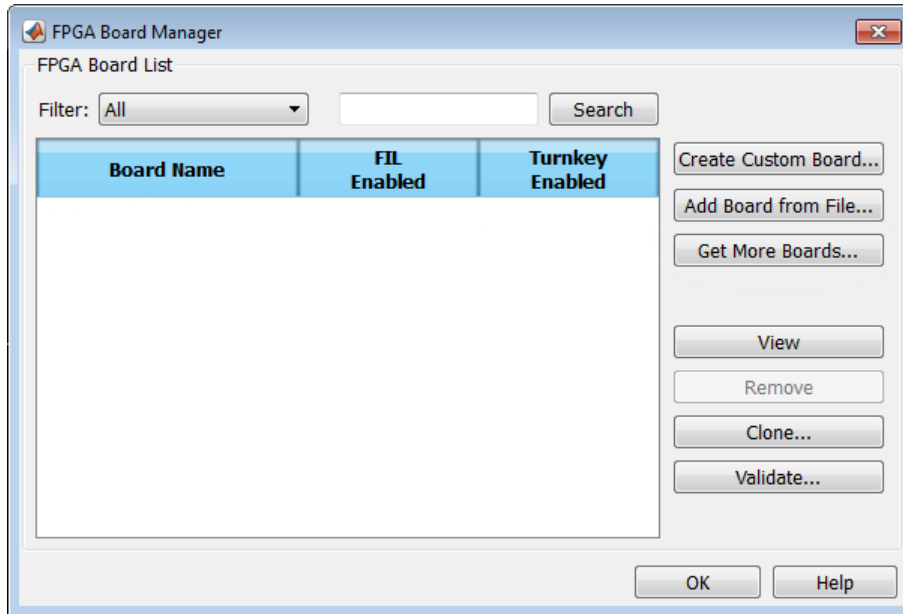 FPGA Board Manager
FPGA Board List
Filter: All Search
Board Name FIL Enabled Turnkey Enabled
Create Custom Board...
Add Board from File...
Get More Boards...
View
Remove
Clone...
Validate...
OK Help